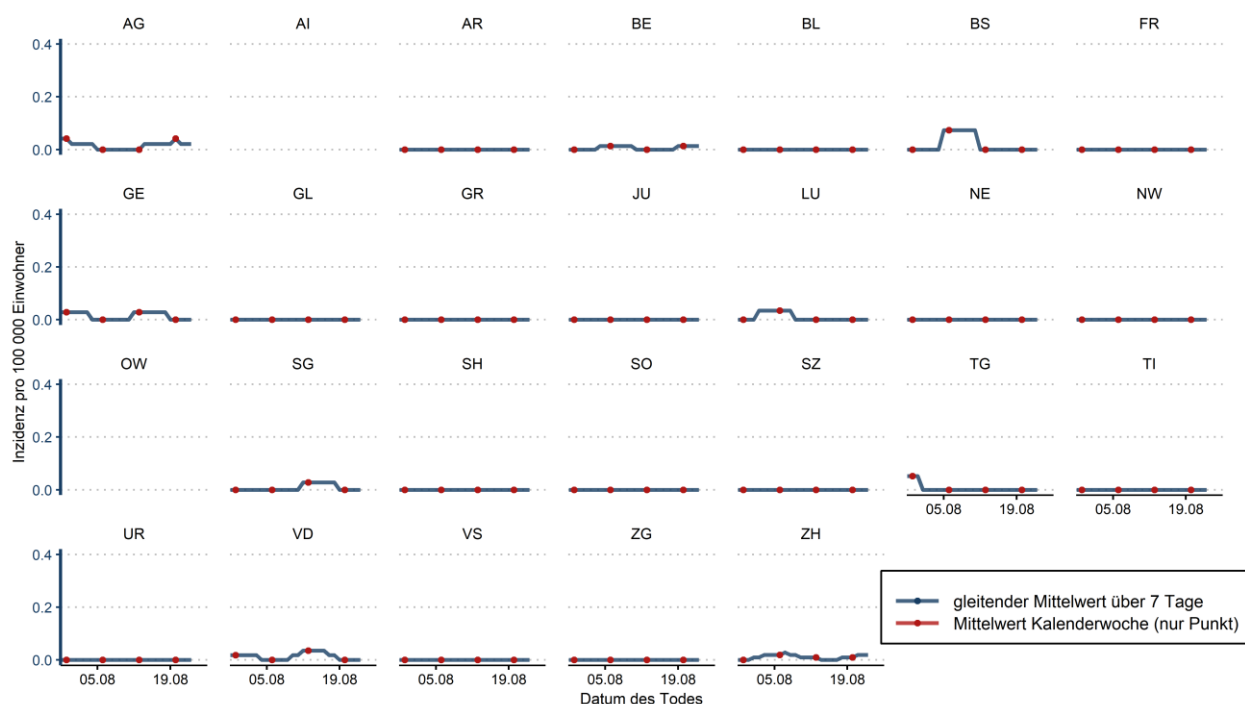 AG AI AR BE BL BS FR
0.4
0.2
0.0
GE GL GR JU LU NE NW
0.4
0.2
0.0
OW SG SH SO SZ TG TI
0.4
0.2
0.0
05.08 19.08 05.08 19.08
UR VD VS ZG ZH
0.4
0.2
0.0
05.08 19.08 05.08 19.08 05.08 19.08 05.08 19.08 05.08 19.08
Inzidenz pro 100 000 Einwohner
Datum des Todes
gleitender Mittelwert über 7 Tage
Mittelwert Kalenderwoche (nur Punkt)